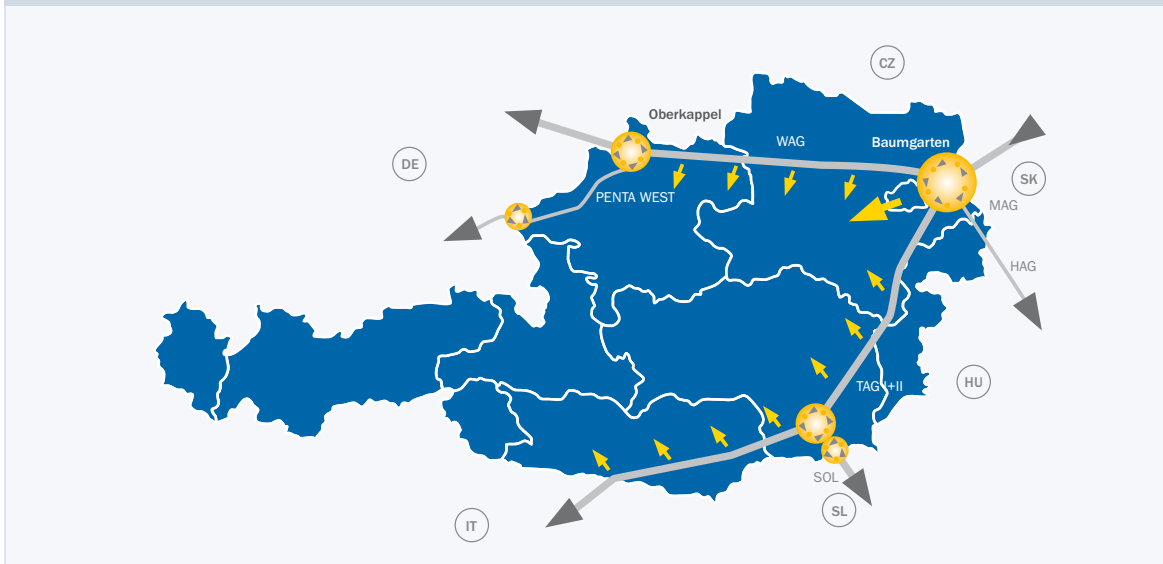 CZ
Oberkappel
WAG
Baumgarten
DE
SK
PENTA WEST
MAG
HAG
HU
TAG I+II
SOL
SL
IT